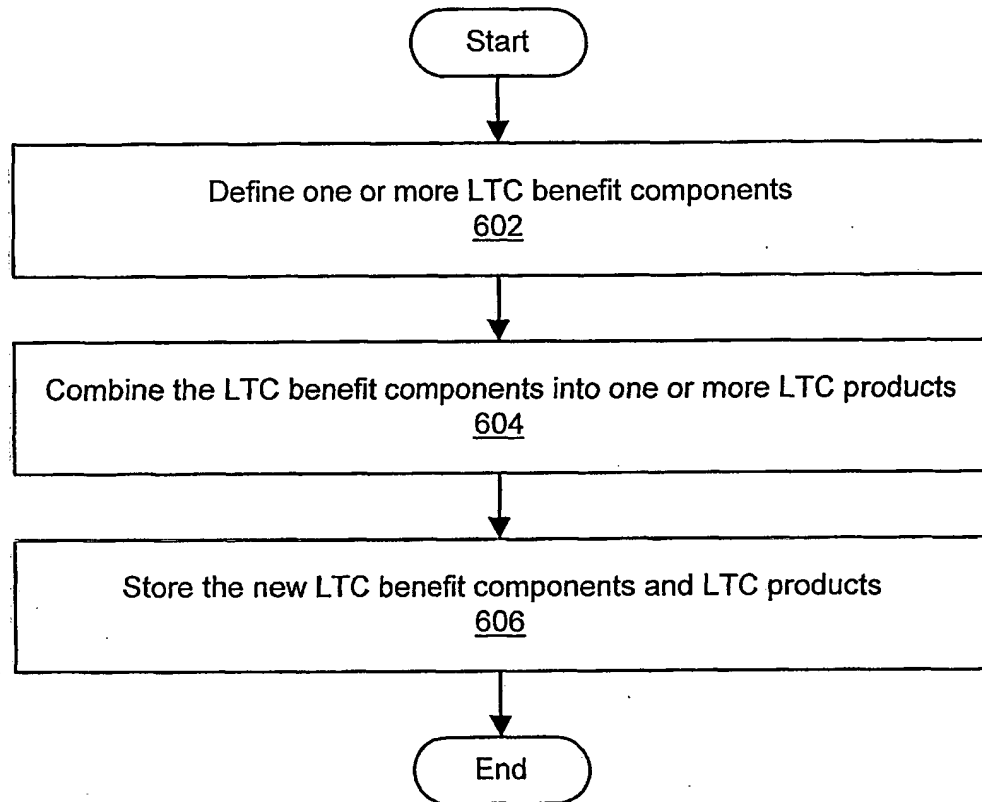 Start
Define one or more LTC benefit components
602
Combine the LTC benefit components into one or more LTC products
604
Store the new LTC benefit components and LTC products
606
End